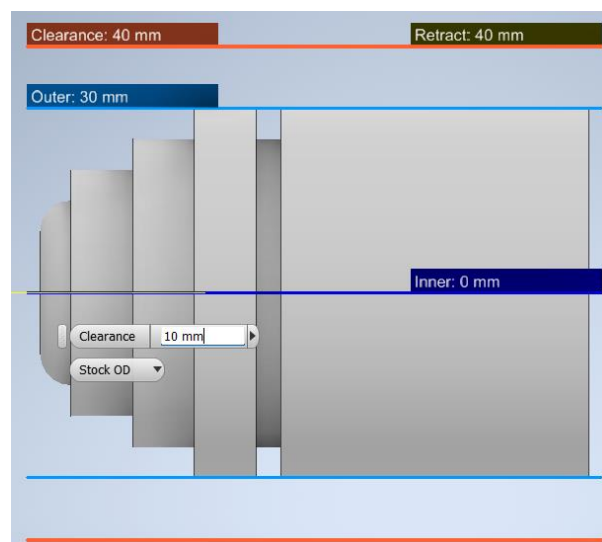 Clearance: 40 mm
Retract: 40 mm
Outer: 30 mm
Inner: 0 mm
Clearance 10 mm
Stock OD